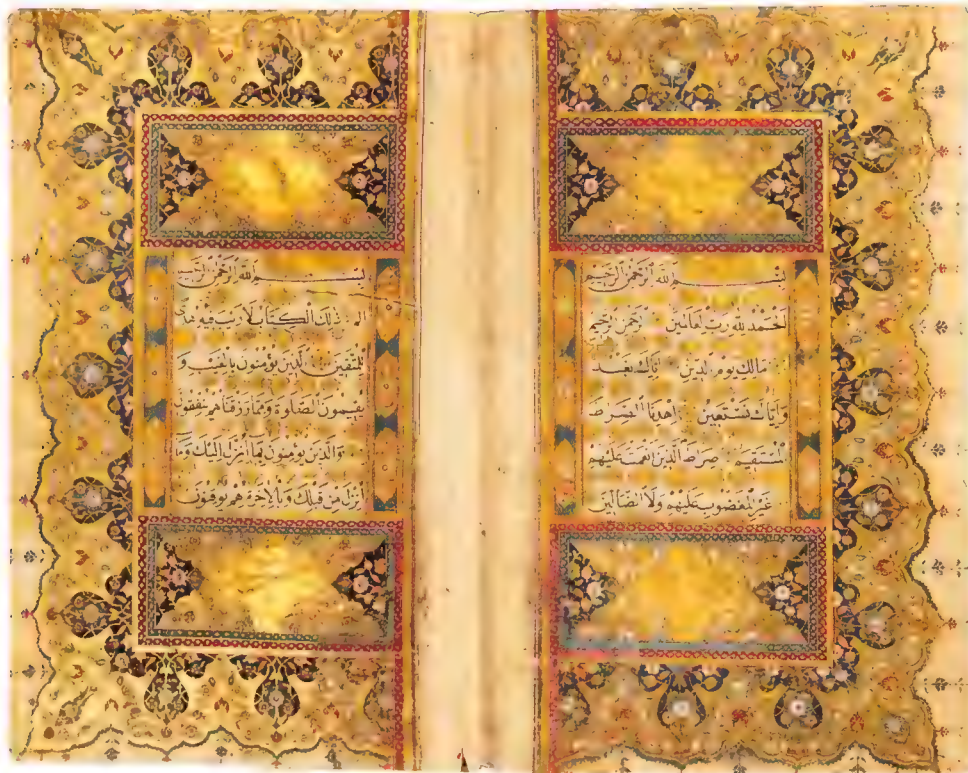 بسم الله الرحمن الرحيم
الحمد لله رب العالمين الرحمن الرحيم
مالك يوم الدين اياك نعبد
واياك نستعين اهدنا الصراط
المستقيم صراط الذين انعمت عليهم
غير المغضوب عليهم ولا الضالين
بسم الله الرحمن الرحيم
الم ذلك الكتاب لا ريب فيه هدى
للمتقين الذين يؤمنون بالغيب و
يقيمون الصلوة ومما رزقناهم ينفقون
والذين يؤمنون بما انزل اليك وما
انزل من قبلك وبالاخرة هم يوقنون